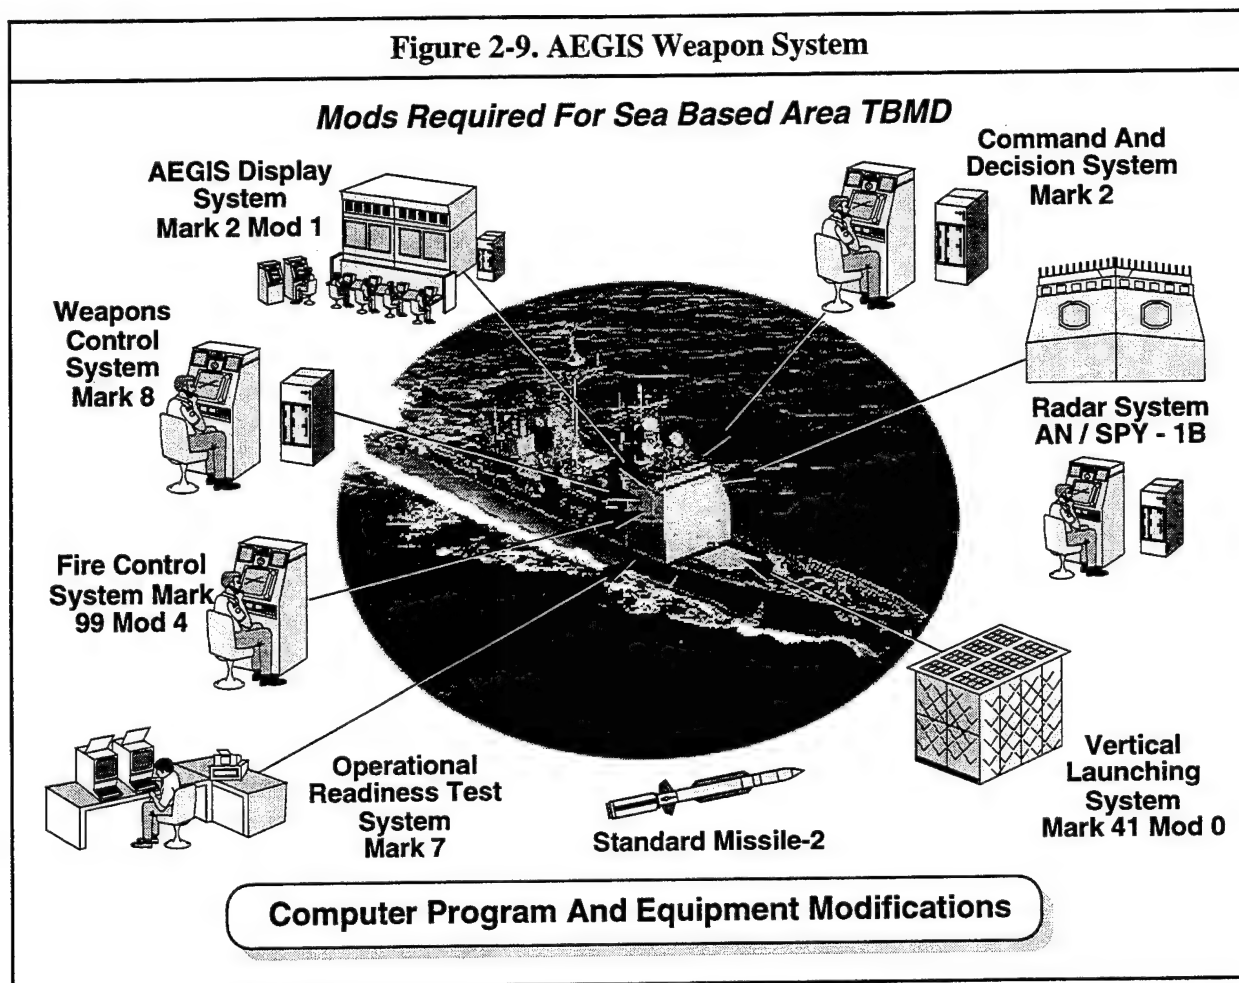 Figure 2-9. AEGIS Weapon System
Mods Required For Sea Based Area TBMD
AEGIS Display
System
Mark 2 Mod 1
Command And
Decision System
Mark 2
Weapons
Control
System
Mark 8
Radar System
AN / SPY - 1B
Fire Control
System Mark
99 Mod 4
Operational
Readiness Test
System
Mark 7
Standard Missile-2
Vertical
Launching
System
Mark 41 Mod 0
Computer Program And Equipment Modifications